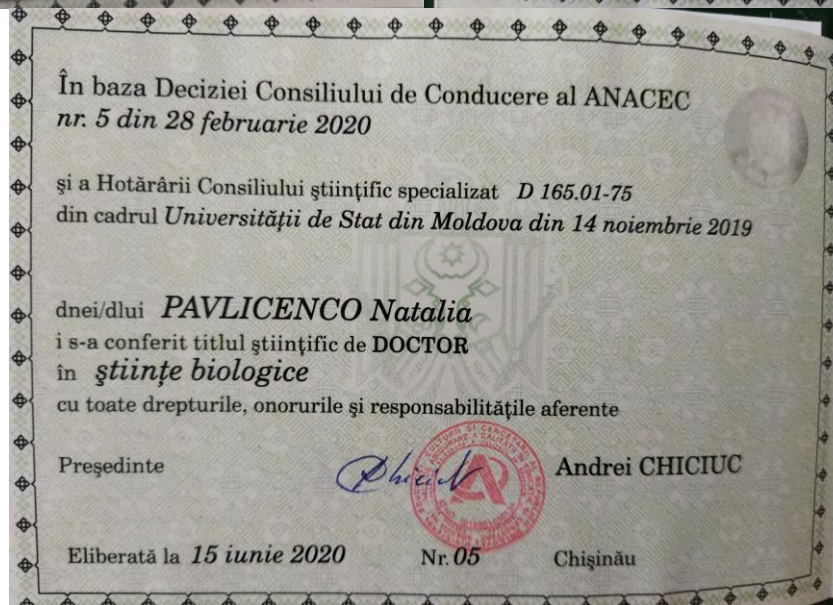 În baza Deciziei Consiliului de Conducere al ANACEC
nr. 5 din 28 februarie 2020
şi a Hotărârii Consiliului ştiinţific specializat D 165.01-75
din cadrul Universităţii de Stat din Moldova din 14 noiembrie 2019
dnei/dlui PAVLICENCO Natalia
i s-a conferit titlul ştiinţific de DOCTOR
în ştiinţe biologice
cu toate drepturile, onorurile şi responsabilităţile aferente
Preşedinte Andrei CHICIUC
Eliberată la 15 iunie 2020 Nr. 05 Chişinău